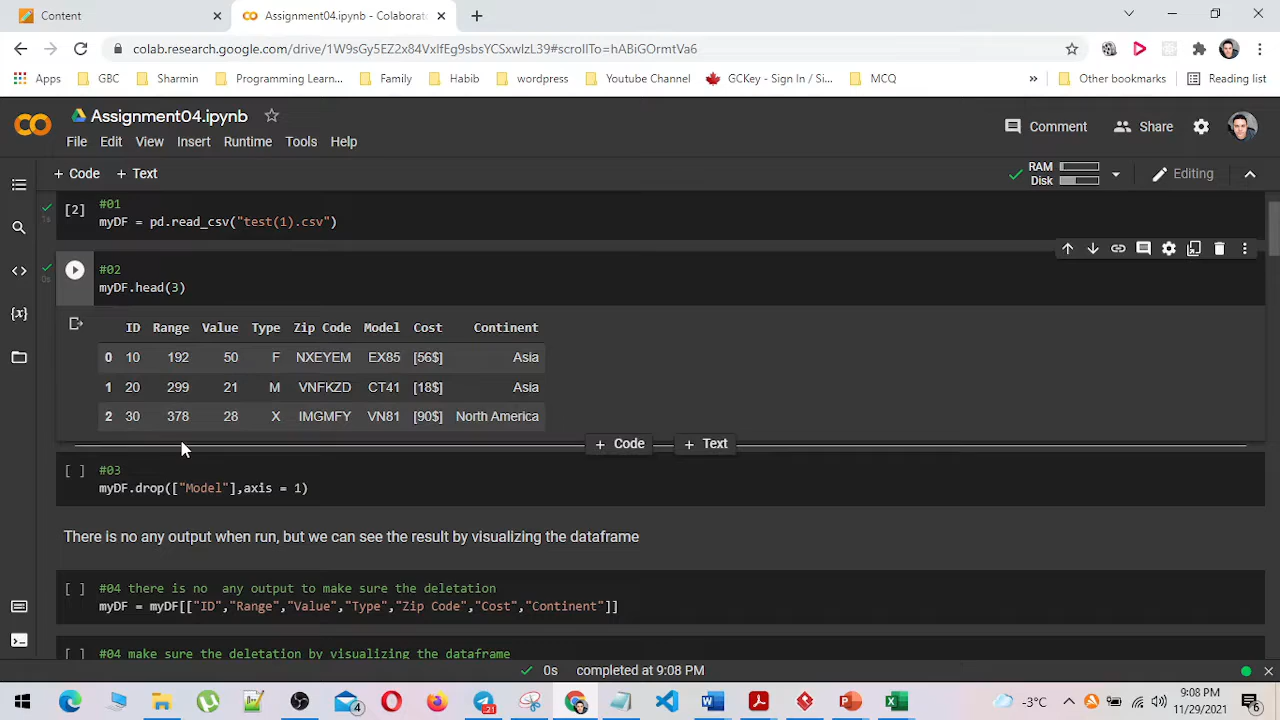 Content
Assignment04.ipynb - Colaborato
colab.research.google.com/drive/1W9sGy5EZ2x84VxIfEg9sbsYCSxwlzL39#scrollTo=hABiGOrmtVa6
Apps GBC Sharmin Programming Learn... Family Habib wordpress Youtube Channel GCKey - Sign In / Si... MCQ » Other bookmarks Reading list
CO Assignment04.ipynb
Comment Share
File Edit View Insert Runtime Tools Help
+ Code + Text
RAM
Disk
Editing
[2] #01
1s
myDF = pd.read_csv("test(1).csv")
#02
0s
myDF.head(3)
ID Range Value Type Zip Code Model Cost Continent
0 10 192 50 F NXEYEM EX85 [56$] Asia
1 20 299 21 M VNFKZD CT41 [18$] Asia
2 30 378 28 X IMGMFY VN81 [90$] North America
+ Code + Text
[ ] #03
myDF.drop(["Model"],axis = 1)
There is no any output when run, but we can see the result by visualizing the dataframe
[ ] #04 there is no any output to make sure the deletation
myDF = myDF[["ID","Range","Value","Type","Zip Code","Cost","Continent"]]
[ ] #04 make sure the deletation by visualizing the dataframe
0s completed at 9:08 PM
4
21
-3°C
9:08 PM
11/29/2021
6